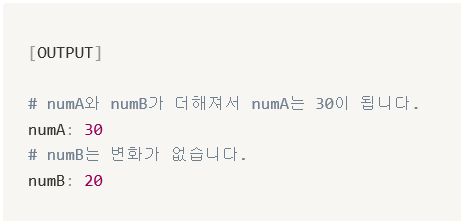 [OUTPUT]
# numA와 numB가 더해져서 numA는 30이 됩니다.
numA: 30
# numB는 변화가 없습니다.
numB: 20